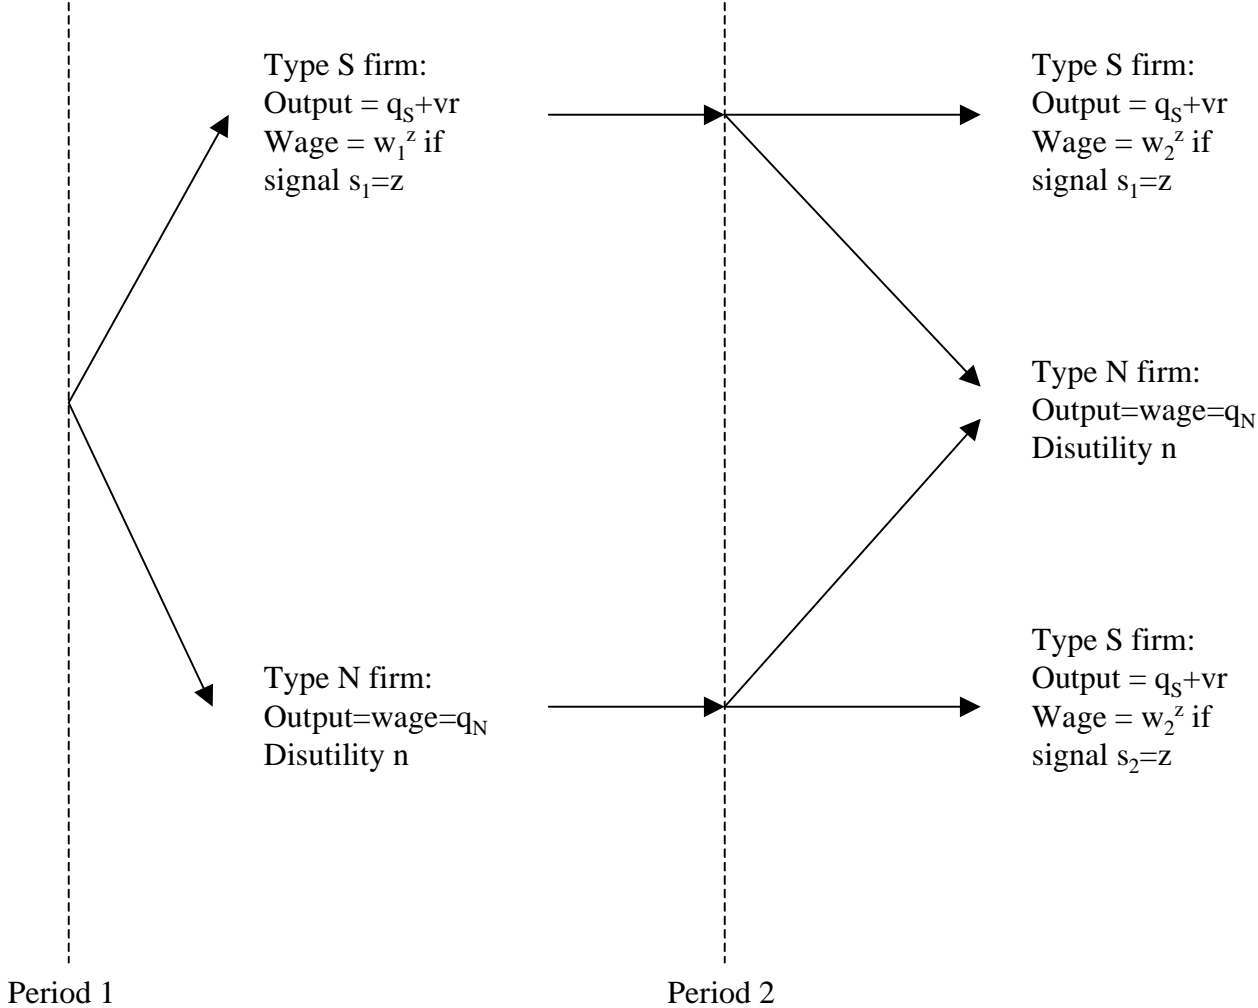 Type S firm:
Output = q_S+vr
Wage = w_1^z if
signal s_1=z
Type S firm:
Output = q_S+vr
Wage = w_2^z if
signal s_1=z
Type N firm:
Output=wage=q_N
Disutility n
Type N firm:
Output=wage=q_N
Disutility n
Type S firm:
Output = q_S+vr
Wage = w_2^z if
signal s_2=z
Period 1
Period 2